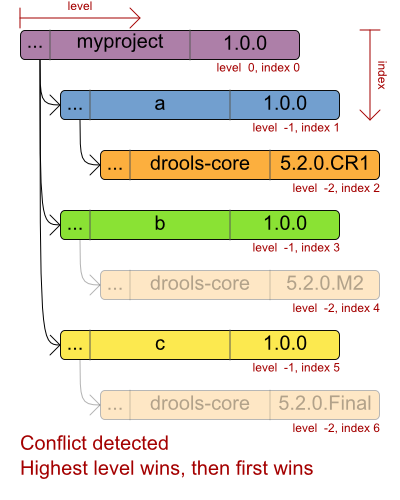 level
... myproject 1.0.0
level 0, index 0
index
... a 1.0.0
level -1, index 1
... drools-core 5.2.0.CR1
level -2, index 2
... b 1.0.0
level -1, index 3
... drools-core 5.2.0.M2
level -2, index 4
... c 1.0.0
level -1, index 5
... drools-core 5.2.0.Final
level -2, index 6
Conflict detected
Highest level wins, then first wins